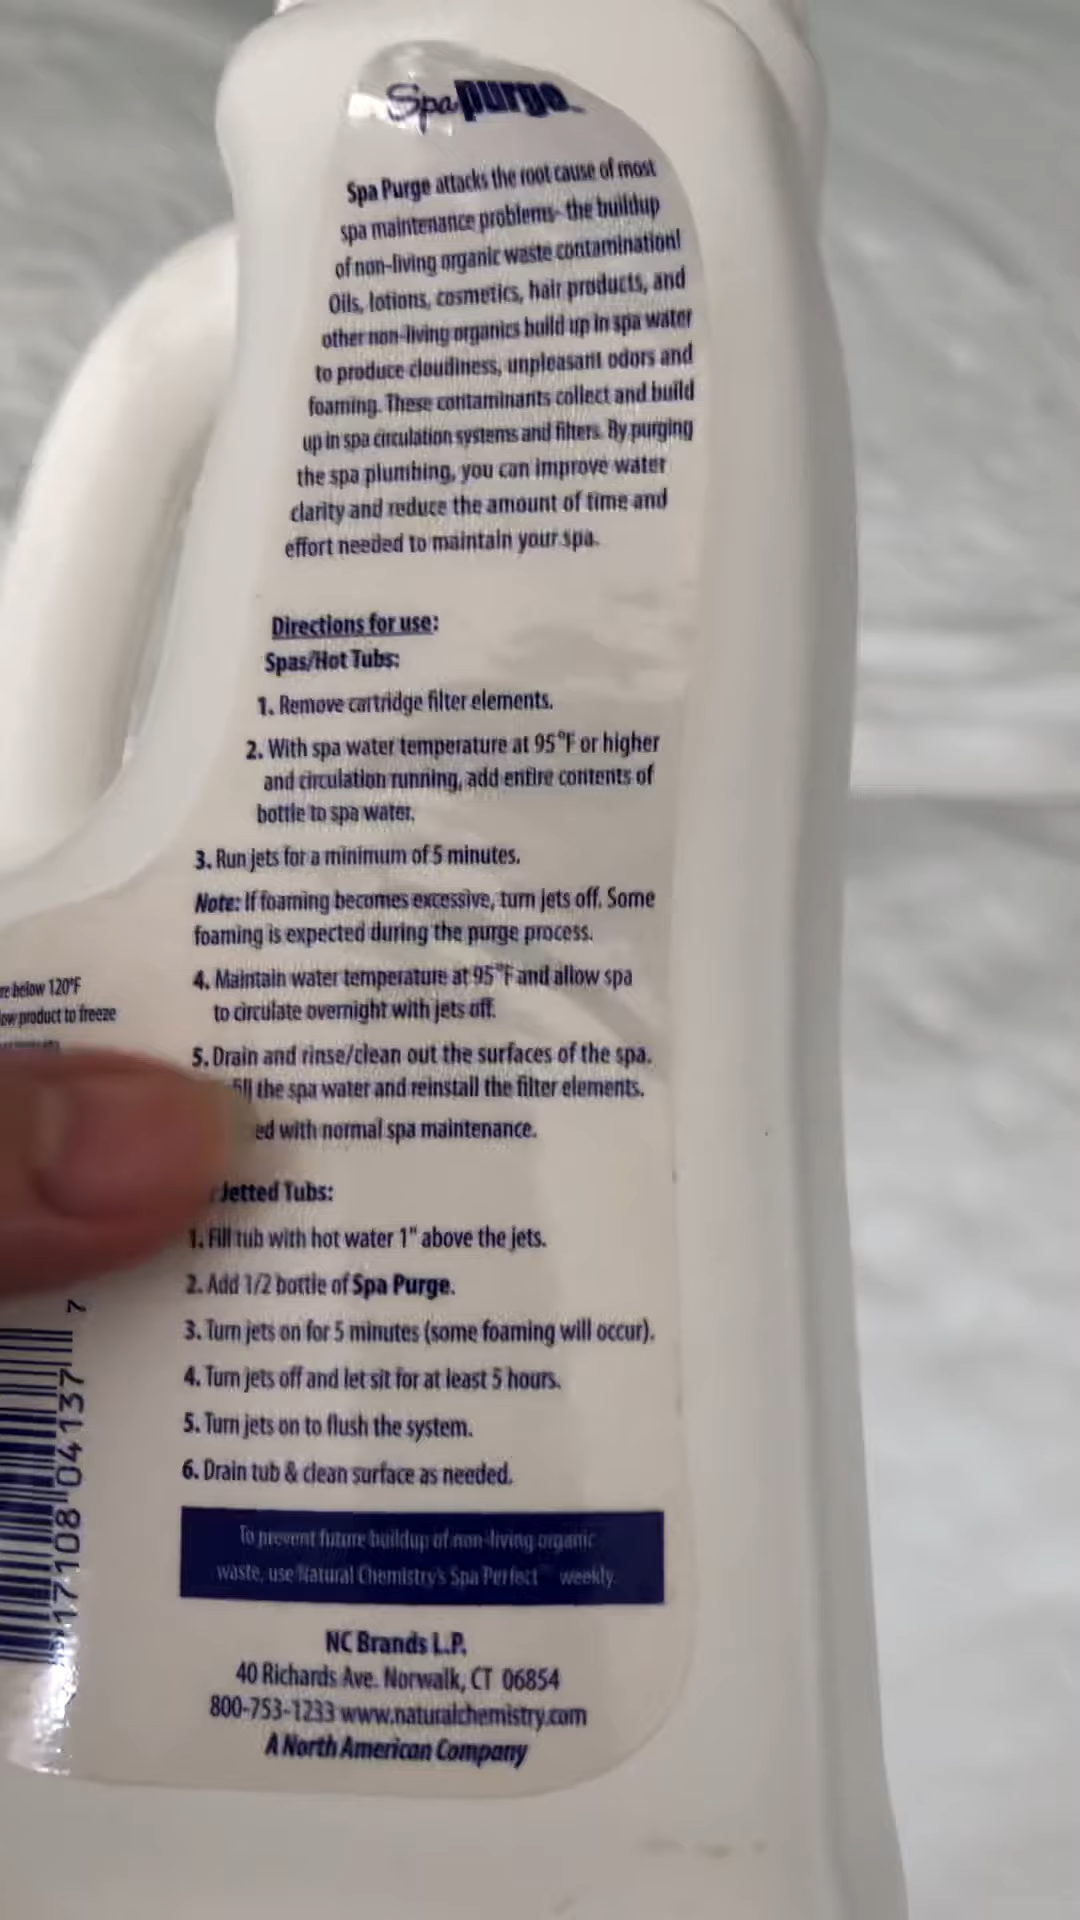 Spa purge
Spa Purge attacks the root cause of most
spa maintenance problems- the buildup
of non-living organic waste contamination!
Oils, lotions, cosmetics, hair products, and
other non-living organics build up in spa water
to produce cloudiness, unpleasant odors and
foaming. These contaminants collect and build
up in spa circulation systems and filters. By purging
the spa plumbing, you can improve water
clarity and reduce the amount of time and
effort needed to maintain your spa.
Directions for use:
Spas/Hot Tubs:
1. Remove cartridge filter elements.
2. With spa water temperature at 95°F or higher
and circulation running, add entire contents of
bottle to spa water.
3. Run jets for a minimum of 5 minutes.
Note: If foaming becomes excessive, turn jets off. Some
foaming is expected during the purge process.
4. Maintain water temperature at 95°F and allow spa
to circulate overnight with jets off.
5. Drain and rinse/clean out the surfaces of the spa.
the spa water and reinstall the filter elements.
with normal spa maintenance.
Jetted Tubs:
1. Fill tub with hot water 1" above the jets.
2. Add 1/2 bottle of Spa Purge.
3. Turn jets on for 5 minutes (some foaming will occur).
4. Turn jets off and let sit for at least 5 hours.
5. Turn jets on to flush the system.
6. Drain tub & clean surface as needed.
To prevent future buildup of non-living organic
waste, use Natural Chemistry's Spa Perfect™ weekly.
NC Brands L.P.
40 Richards Ave. Norwalk, CT 06854
800-753-1233 www.naturalchemistry.com
A North American Company
below 120°F
product to freeze
17108 04137 7